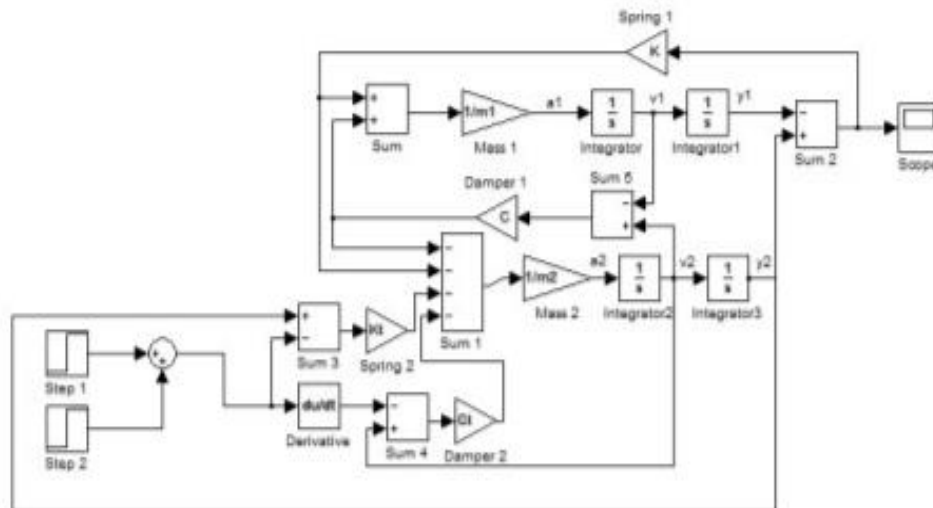 Spring 1
K
+
+
Sum
1/m1
Mass 1
a1
1
s
Integrator
v1
1
s
Integrator1
y1
−
+
Sum 2
Scope
Damper 1
C
Sum 5
−
+
−
−
−
−
Sum 1
1/m2
Mass 2
a2
1
s
Integrator2
v2
1
s
Integrator3
y2
+
−
Sum 3
Kt
Spring 2
Step 1
+
+
Step 2
du/dt
Derivative
−
+
Sum 4
Ct
Damper 2